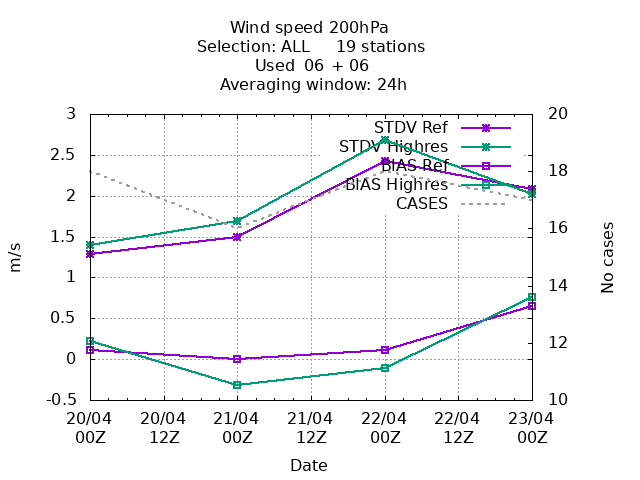 Wind speed 200hPa
Selection: ALL 19 stations
Used 06 + 06
Averaging window: 24h
3 20
STDV Ref
STDV Highres
2.5
BIAS Ref
18
BIAS Highres
2
CASES
16
1.5
m/s
No cases
1
14
0.5
12
0
-0.5 10
20/04 20/04 21/04 21/04 22/04 22/04 23/04
00Z 12Z 00Z 12Z 00Z 12Z 00Z
Date